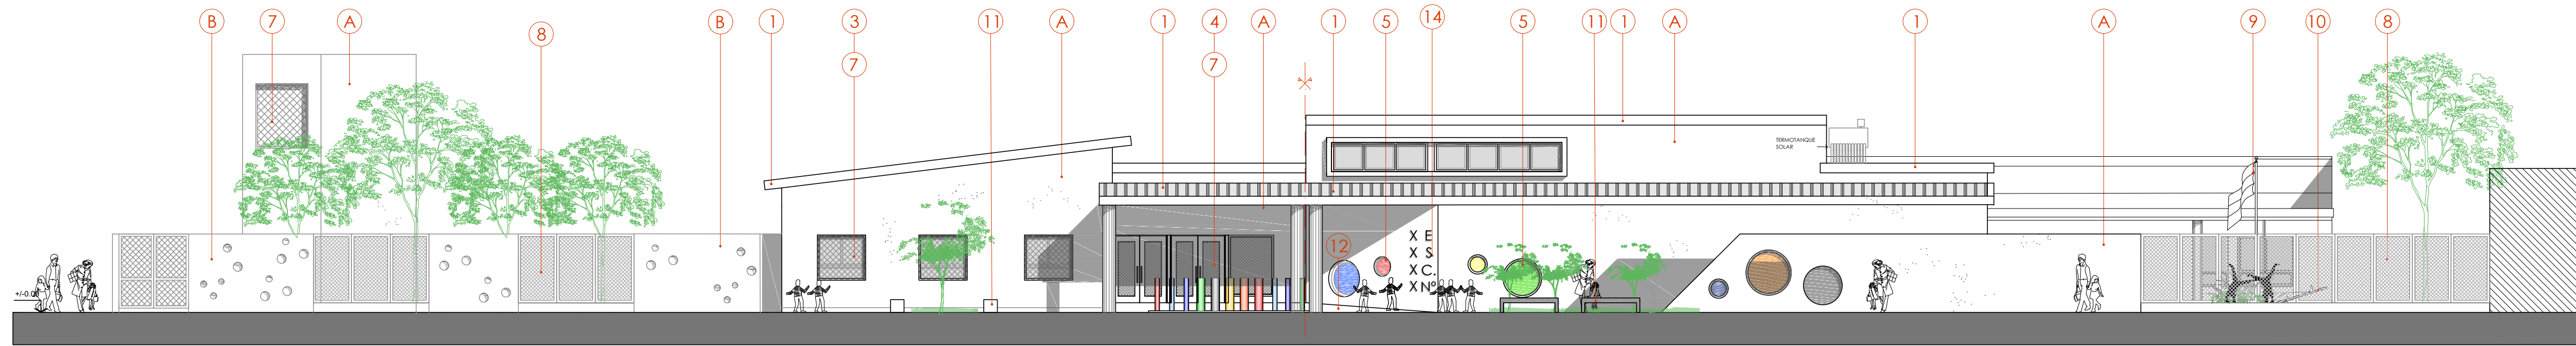 B 7 A 8 B 1 3 11 A 1 4 A 1 5 14 5 11 1 A 1 A 9 10 8
7 7
TERMOTANQUE
SOLAR
12
X E
X S
X C.
X Nº
+/-0.00